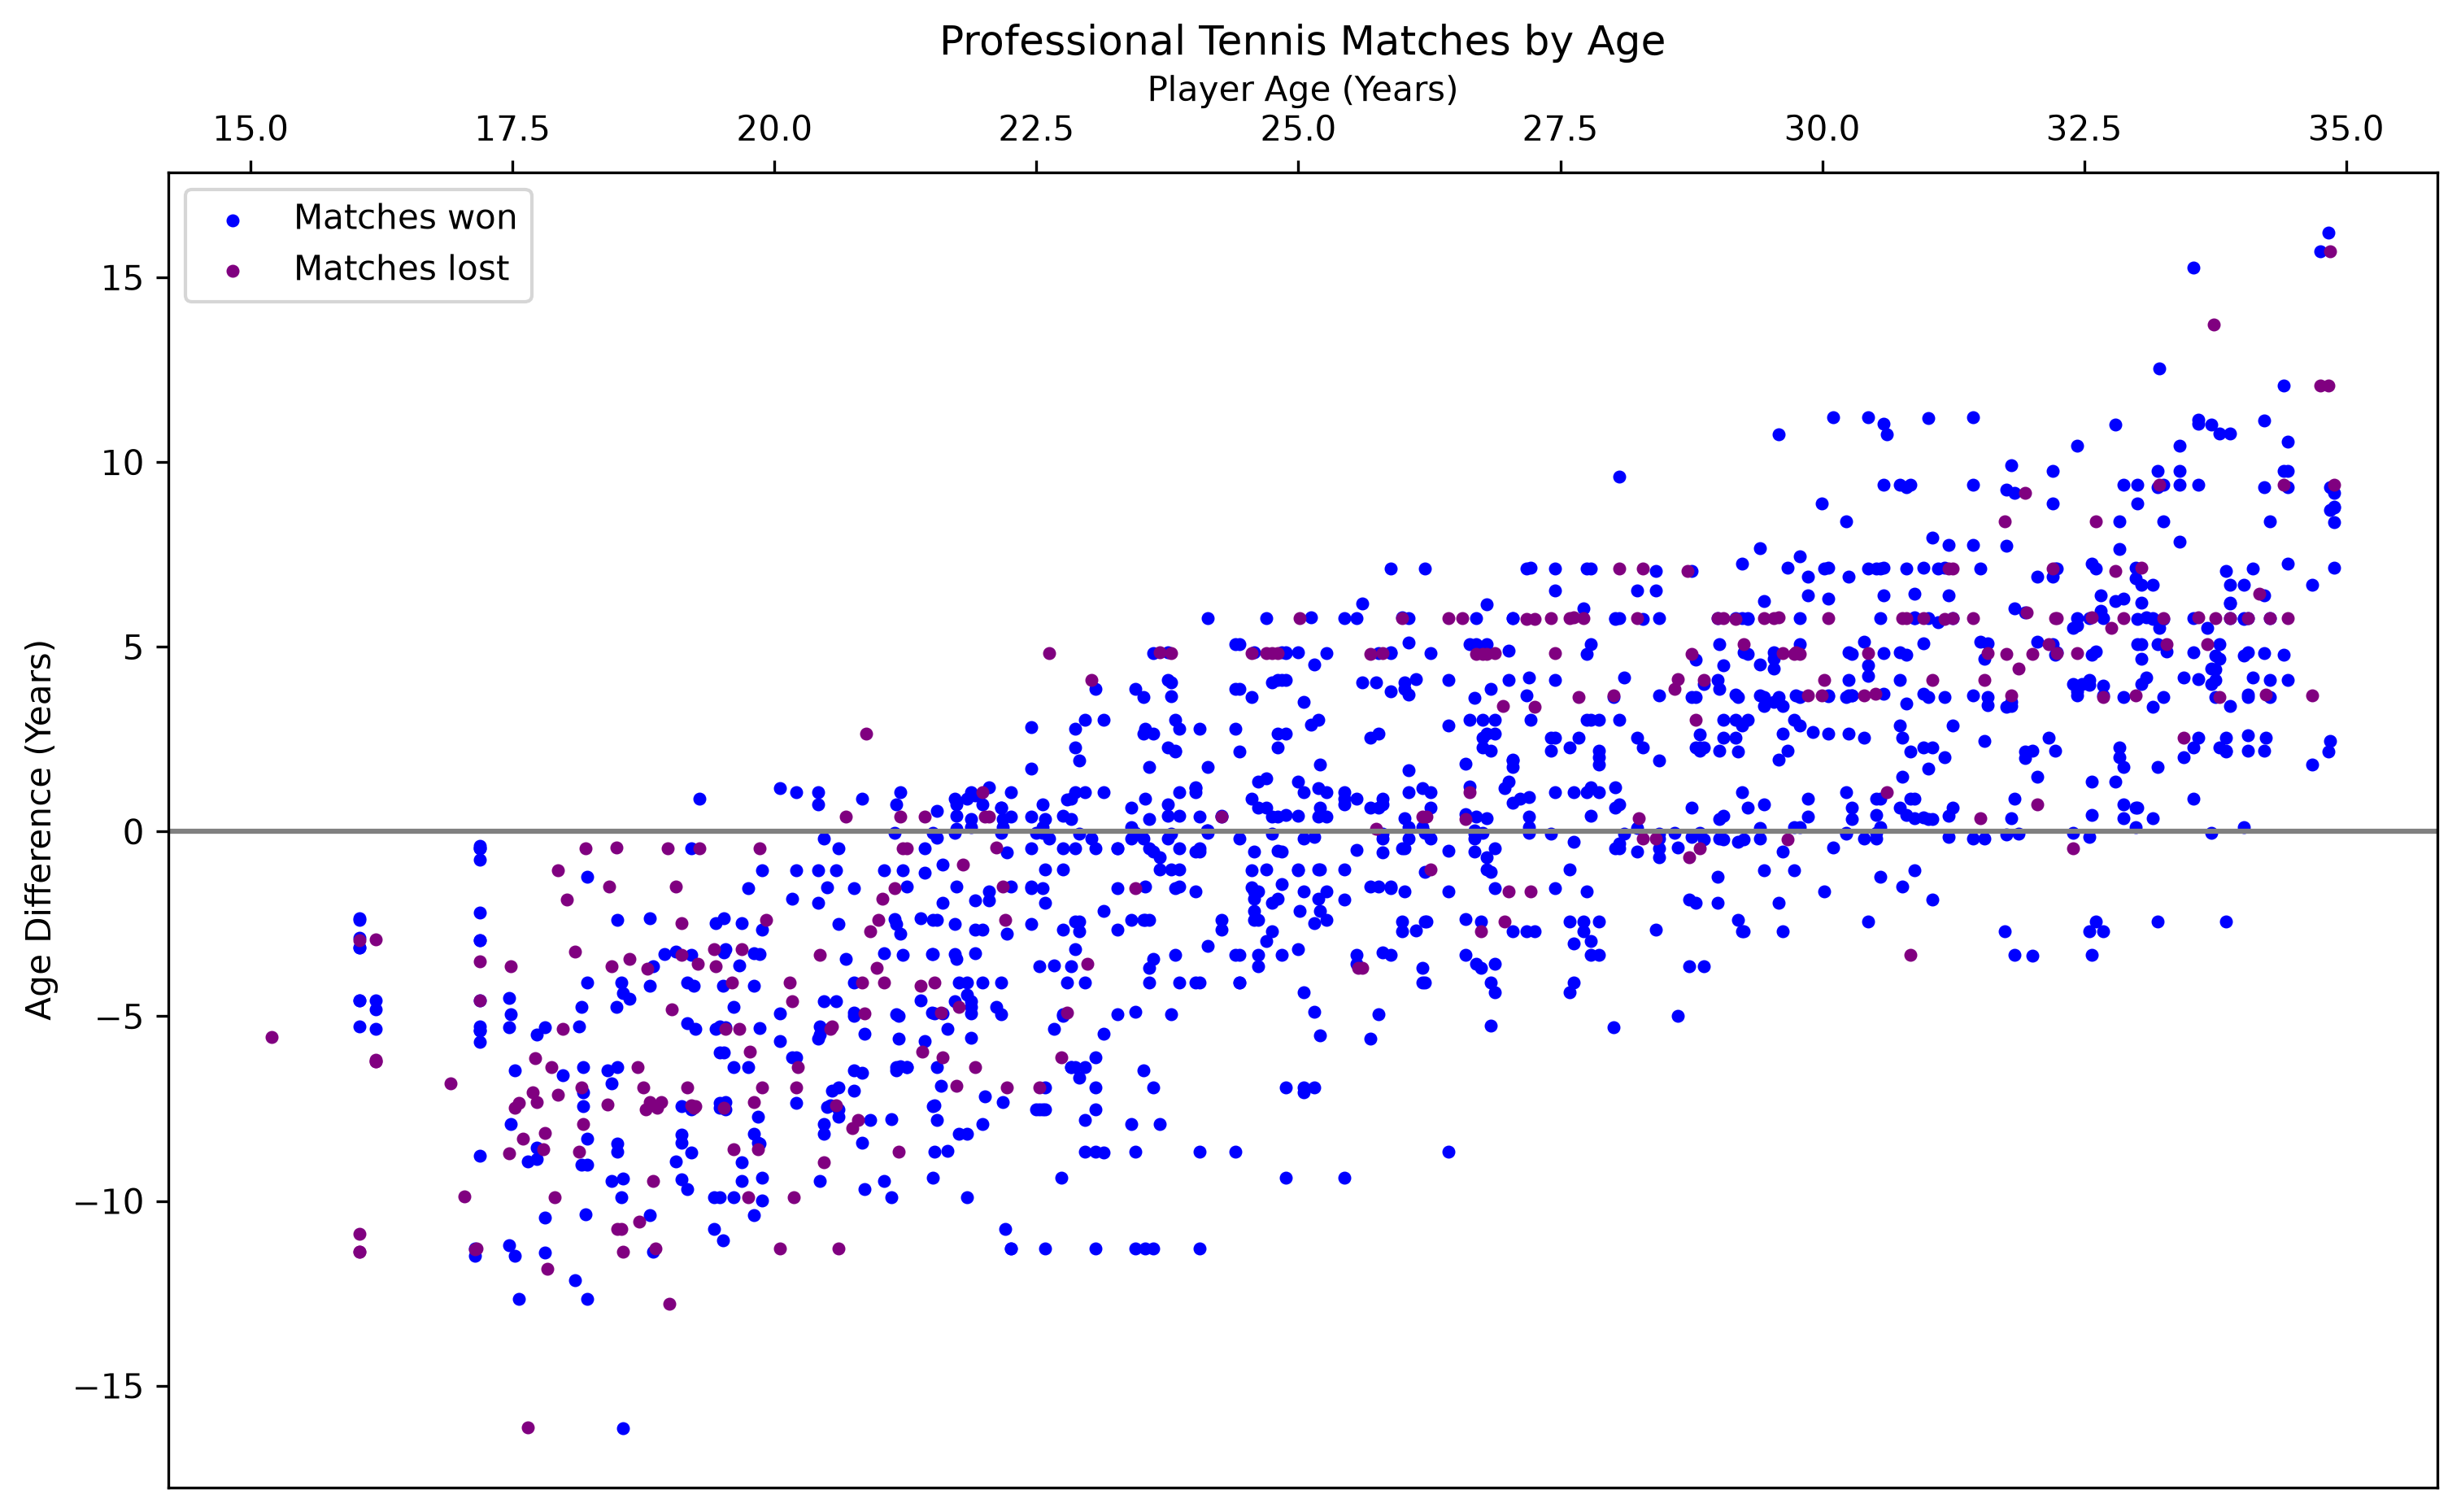 Professional Tennis Matches by Age
Player Age (Years)
15.0 17.5 20.0 22.5 25.0 27.5 30.0 32.5 35.0
Matches won
Matches lost
Age Difference (Years)
15
10
5
0
−5
−10
−15